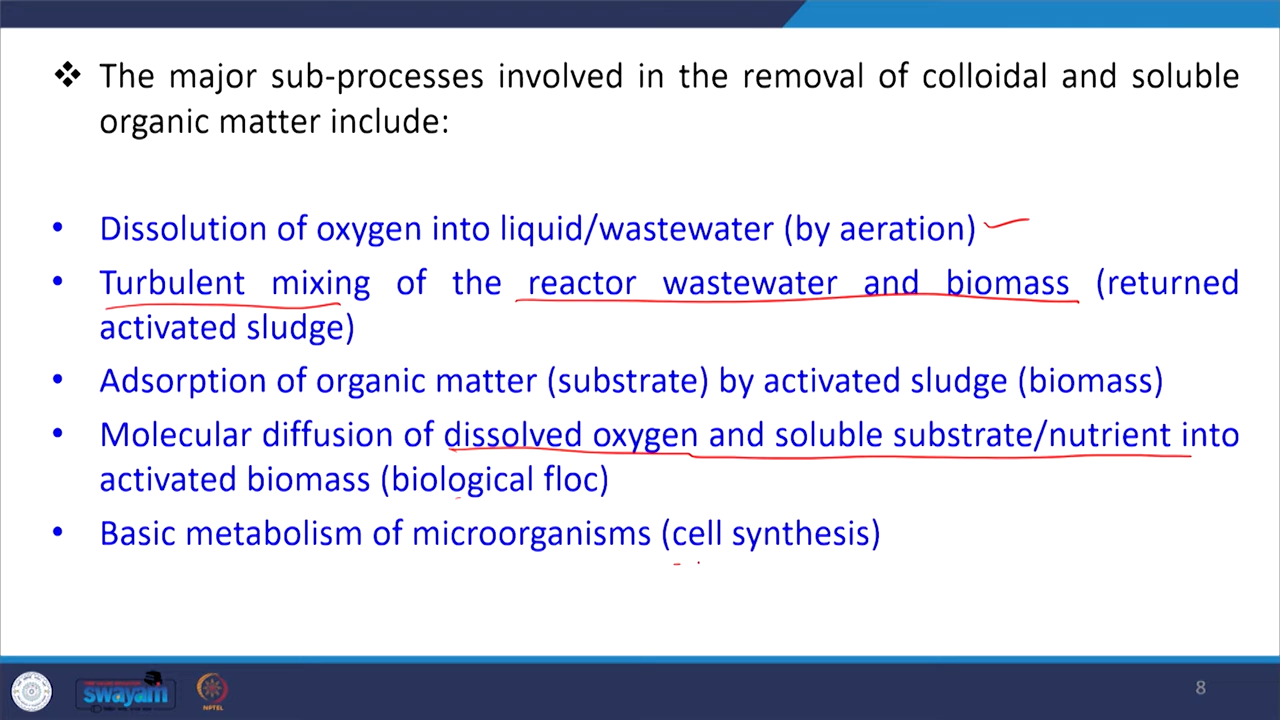 ❖ The major sub-processes involved in the removal of colloidal and soluble
organic matter include:
• Dissolution of oxygen into liquid/wastewater (by aeration)
• Turbulent mixing of the reactor wastewater and biomass (returned
activated sludge)
• Adsorption of organic matter (substrate) by activated sludge (biomass)
• Molecular diffusion of dissolved oxygen and soluble substrate/nutrient into
activated biomass (biological floc)
• Basic metabolism of microorganisms (cell synthesis)
swayam
NPTEL
8